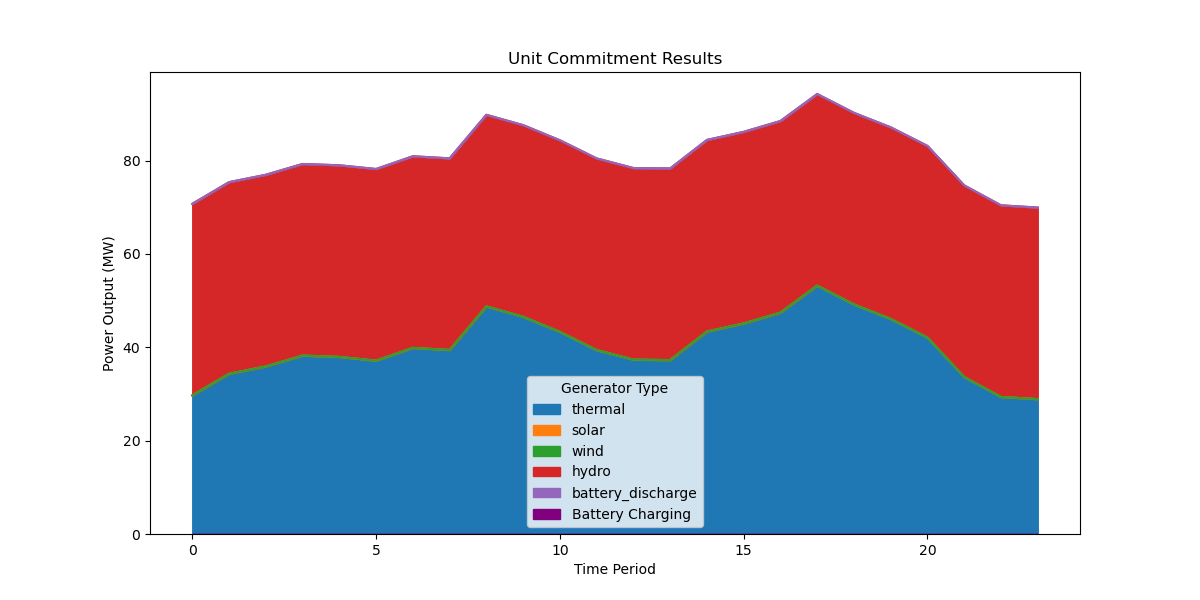 Unit Commitment Results
Power Output (MW)
80
60
40
20
0
Generator Type
thermal
solar
wind
hydro
battery_discharge
Battery Charging
0 5 10 15 20
Time Period